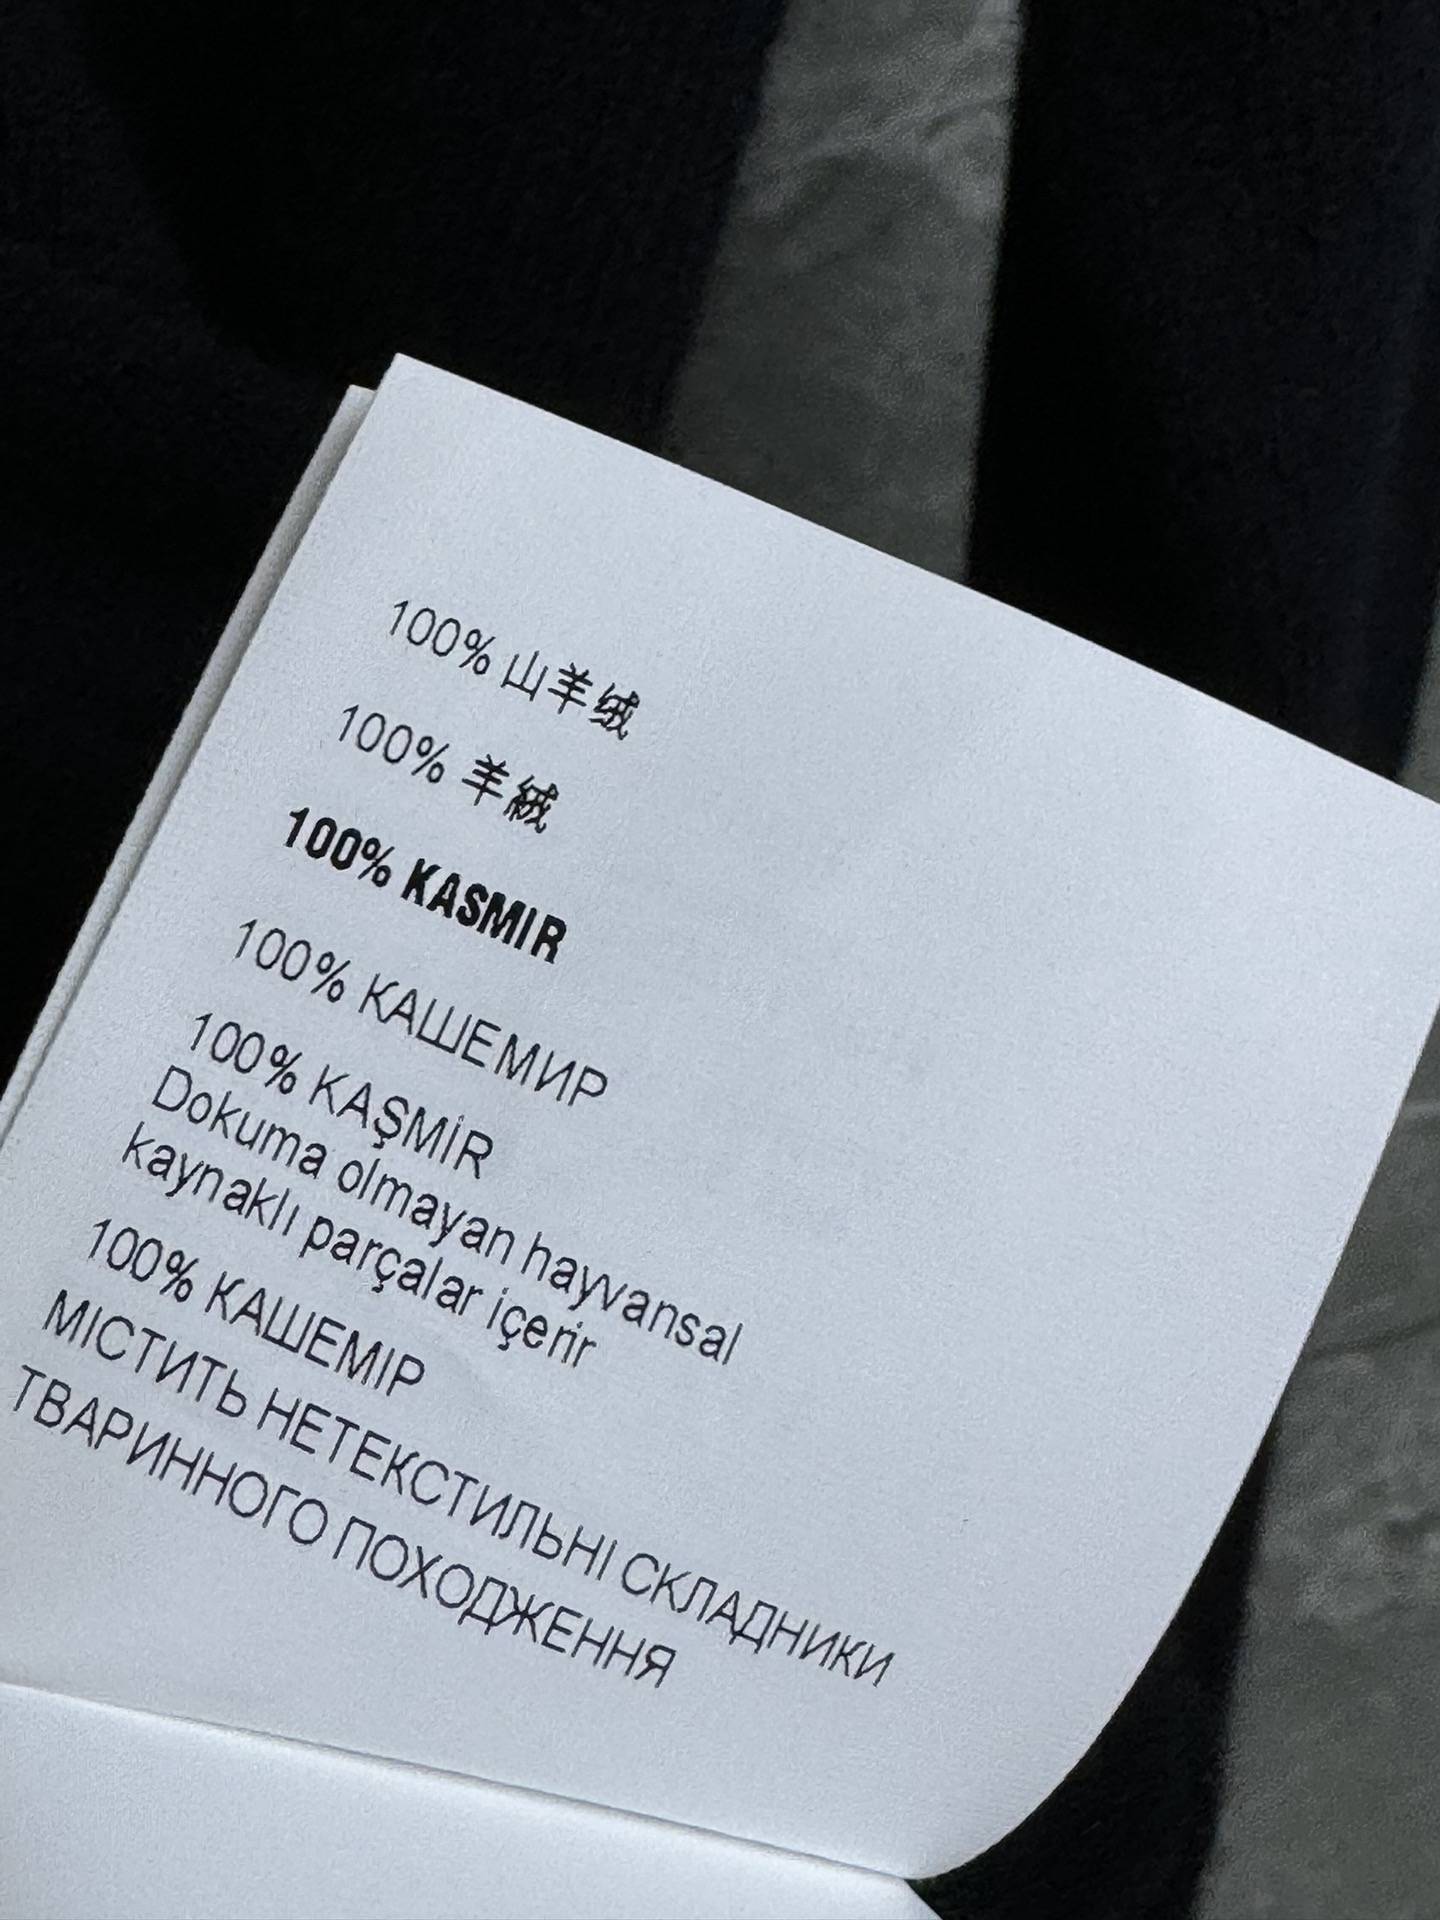 100% 山羊绒
100% 羊絨
100% KASMIR
100% КАШЕМИР
100% KAŞMİR
Dokuma olmayan hayvansal
kaynaklı parçalar içerir
100% КАШЕМІР
МІСТИТЬ НЕТЕКСТИЛЬНІ СКЛАДНИКИ
ТВАРИННОГО ПОХОДЖЕННЯ